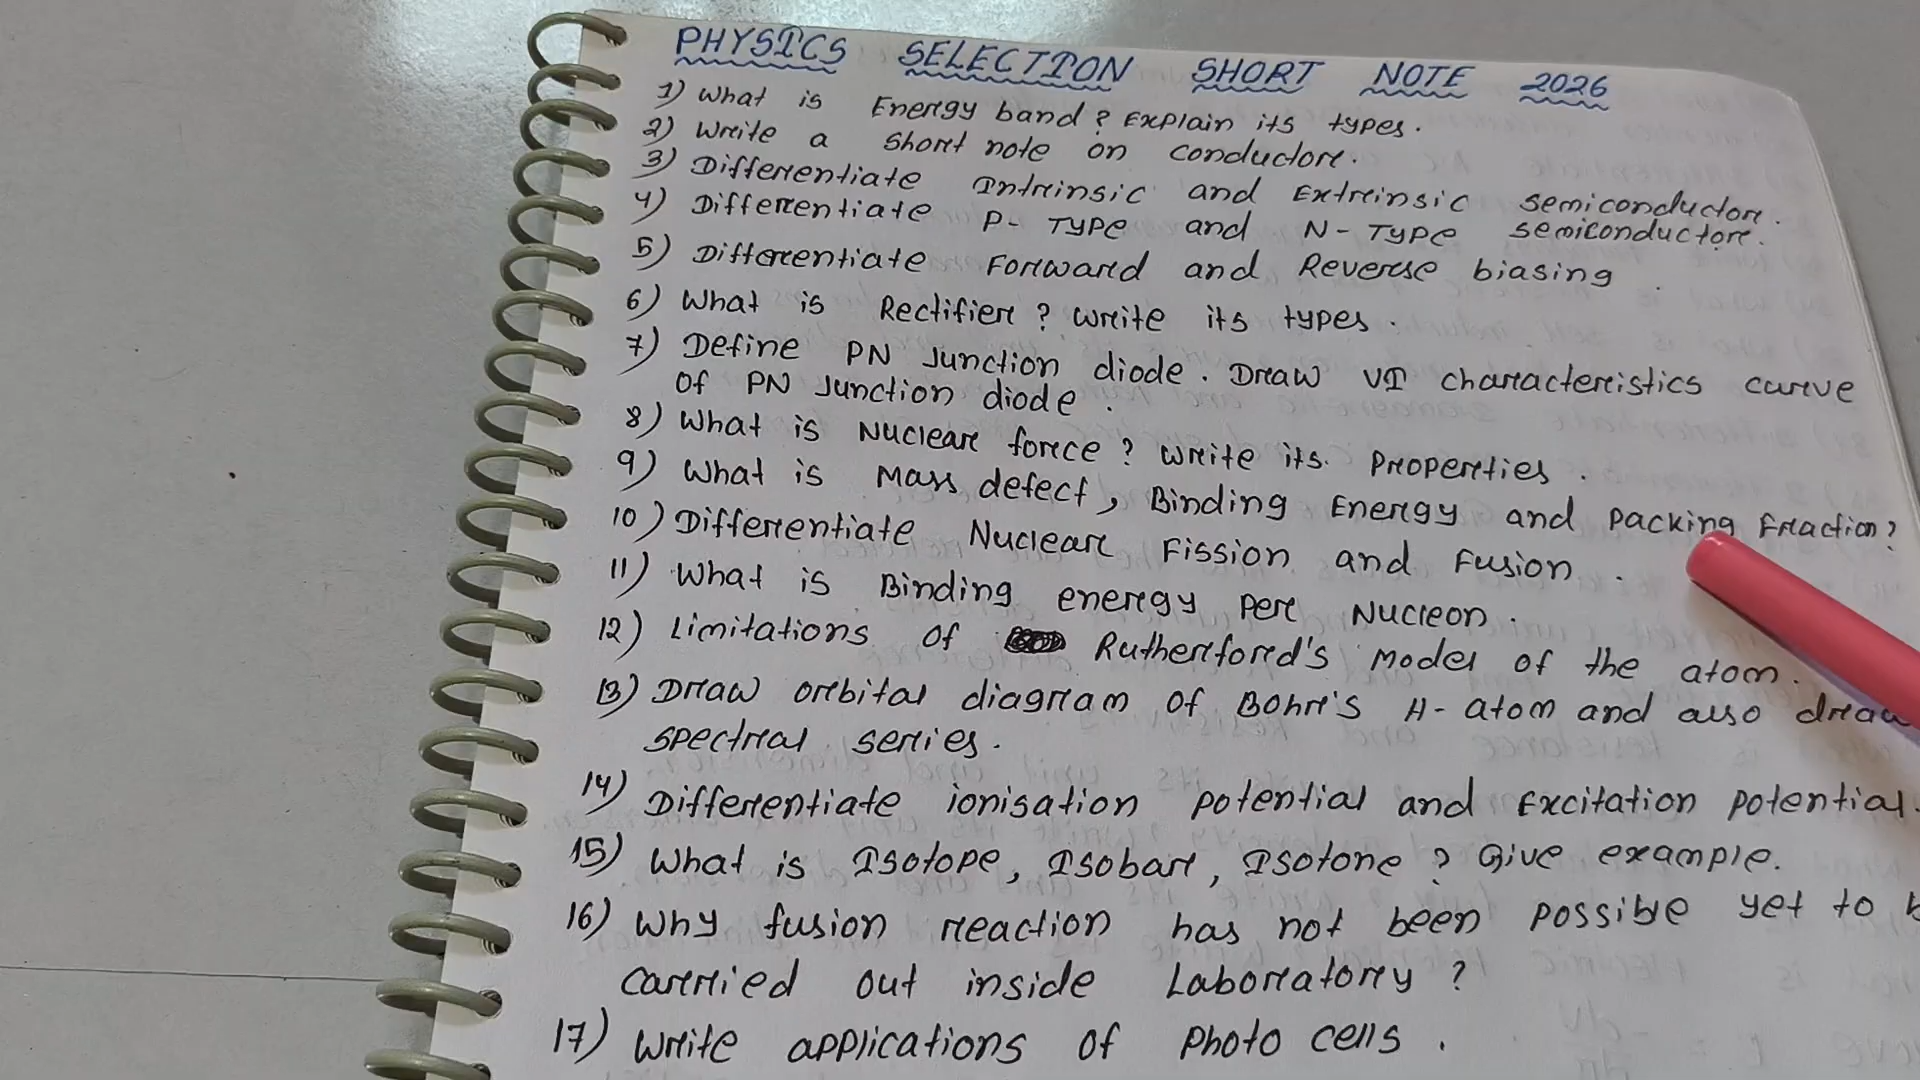 PHYSICS SELECTION SHORT NOTE 2026
1) What is Energy band? Explain its types.
2) Write a short note on conductor.
3) Differentiate Intrinsic and Extrinsic semiconductor.
4) Differentiate P-Type and N-Type semiconductor.
5) Differentiate Forward and Reverse biasing.
6) What is Rectifier? Write its types.
7) Define PN Junction diode. Draw VI characteristics curve
of PN Junction diode.
8) What is Nuclear force? Write its Properties.
9) What is Mass defect, Binding Energy and Packing Fraction?
10) Differentiate Nuclear Fission and Fusion.
11) What is Binding energy per Nucleon.
12) Limitations of Rutherford's model of the atom.
13) Draw orbital diagram of Bohr's H-atom and also draw
spectral series.
14) Differentiate ionisation potential and Excitation potential.
15) What is Isotope, Isobar, Isotone? Give example.
16) Why fusion reaction has not been possible yet to
carried out inside Laboratory?
17) Write applications of Photo cells.